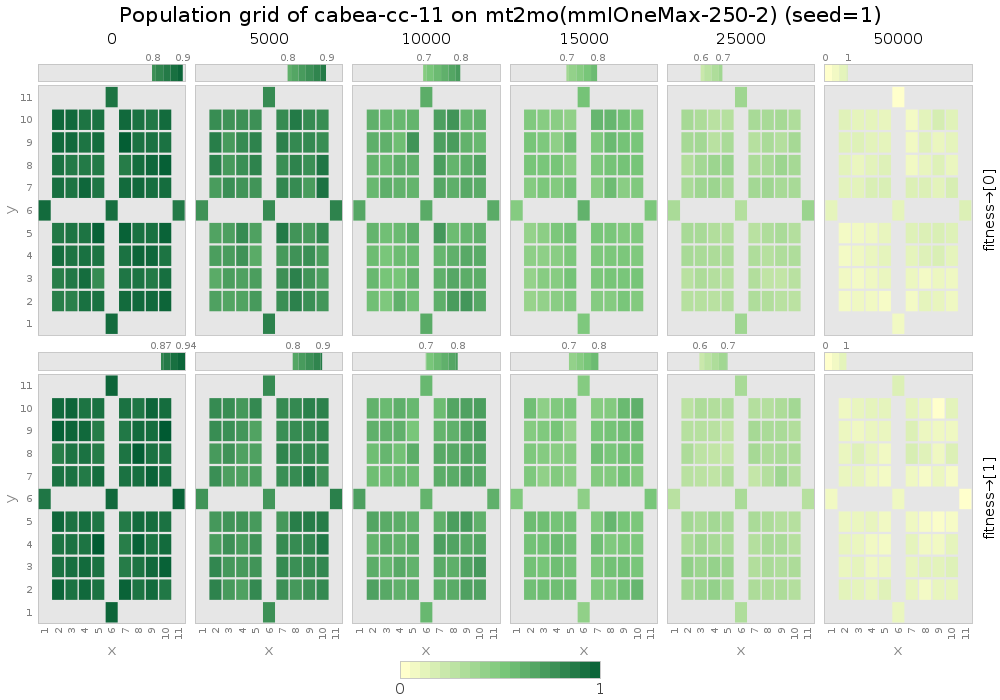 Population grid of cabea-cc-11 on mt2mo(mmIOneMax-250-2) (seed=1)
0 5000 10000 15000 25000 50000
0.8 0.9 0.8 0.9 0.7 0.8 0.7 0.8 0.6 0.7 0 1
11
10
9
8
7
6
5
4
3
2
1
y
fitness→[0]
0.87 0.94 0.8 0.9 0.7 0.8 0.7 0.8 0.6 0.7 0 1
11
10
9
8
7
6
5
4
3
2
1
y
fitness→[1]
1 2 3 4 5 6 7 8 9 10 11 1 2 3 4 5 6 7 8 9 10 11 1 2 3 4 5 6 7 8 9 10 11 1 2 3 4 5 6 7 8 9 10 11 1 2 3 4 5 6 7 8 9 10 11 1 2 3 4 5 6 7 8 9 10 11
x x x x x x
0 1